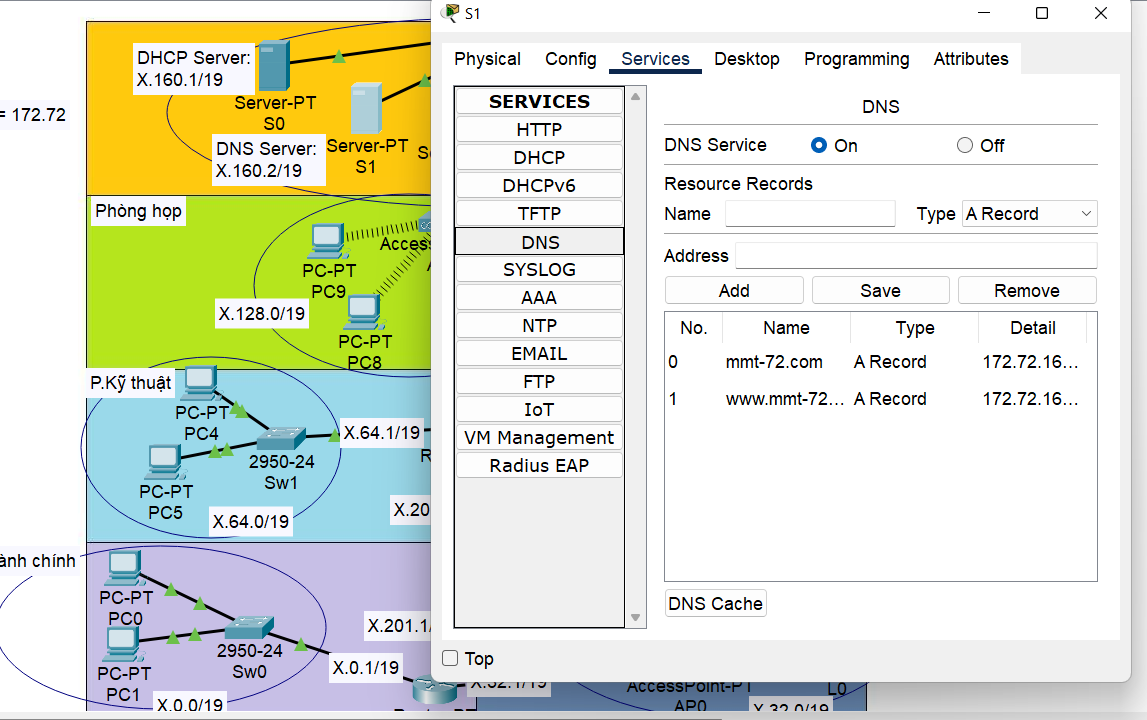 S1
Physical
Config
Services
Desktop
Programming
Attributes
SERVICES
HTTP
DHCP
DHCPv6
TFTP
DNS
SYSLOG
AAA
NTP
EMAIL
FTP
IoT
VM Management
Radius EAP
DNS
DNS Service
On
Off
Resource Records
Name
Type
A Record
Address
Add
Save
Remove
No.
Name
Type
Detail
0
mmt-72.com
A Record
172.72.16...
1
www.mmt-72...
A Record
172.72.16...
DNS Cache
Top
= 172.72
DHCP Server:
X.160.1/19
Server-PT
S0
DNS Server:
X.160.2/19
Server-PT
S1
Phòng họp
PC-PT
PC9
X.128.0/19
PC-PT
PC8
P.Kỹ thuật
PC-PT
PC4
X.64.1/19
2950-24
Sw1
PC-PT
PC5
X.64.0/19
X.20
ành chính
PC-PT
PC0
X.201.1/
2950-24
Sw0
X.0.1/19
PC-PT
PC1
X.0.0/19
X.32.1/19
AccessPoint-PT
AP0
L0
X.32.0/19